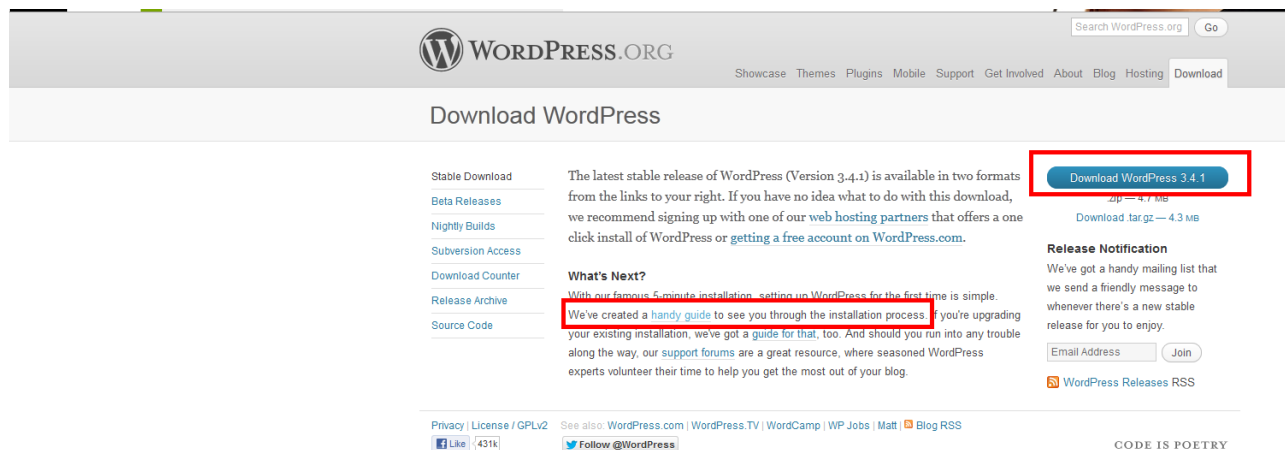 Search WordPress.org Go
WORDPRESS.ORG
Showcase Themes Plugins Mobile Support Get Involved About Blog Hosting Download
Download WordPress
Stable Download
Beta Releases
Nightly Builds
Subversion Access
Download Counter
Release Archive
Source Code
The latest stable release of WordPress (Version 3.4.1) is available in two formats
from the links to your right. If you have no idea what to do with this download,
we recommend signing up with one of our web hosting partners that offers a one
click install of WordPress or getting a free account on WordPress.com.
What's Next?
With our famous 5-minute installation, setting up WordPress for the first time is simple.
We've created a handy guide to see you through the installation process. If you're upgrading
your existing installation, we've got a guide for that, too. And should you run into any trouble
along the way, our support forums are a great resource, where seasoned WordPress
experts volunteer their time to help you get the most out of your blog.
Download WordPress 3.4.1
.zip — 4.7 MB
Download .tar.gz — 4.3 MB
Release Notification
We've got a handy mailing list that
we send a friendly message to
whenever there's a new stable
release for you to enjoy.
Email Address Join
WordPress Releases RSS
Privacy | License / GPLv2 See also: WordPress.com | WordPress.TV | WordCamp | WP Jobs | Matt | Blog RSS
Like 431k Follow @WordPress CODE IS POETRY